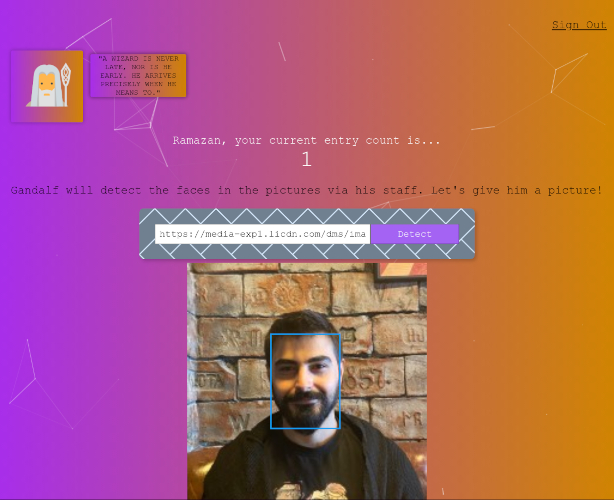 Sign Out
"A WIZARD IS NEVER
LATE, NOR IS HE
EARLY. HE ARRIVES
PRECISELY WHEN HE
MEANS TO."
Ramazan, your current entry count is...
1
Gandalf will detect the faces in the pictures via his staff. Let's give him a picture!
https://media-exp1.licdn.com/dms/ima
Detect
1857.